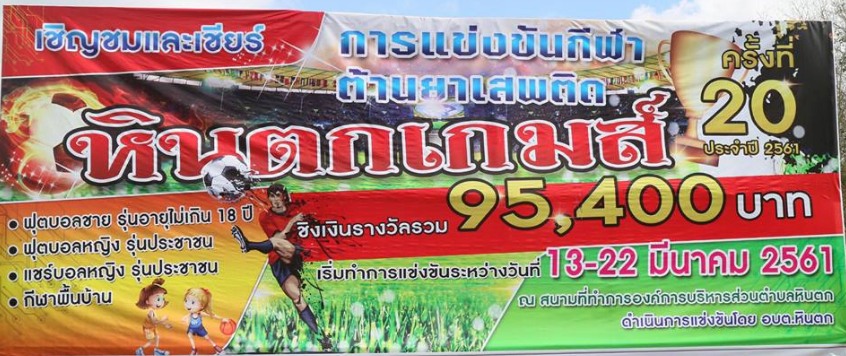 เชิญชมและเชียร์
การแข่งขันกีฬา
ต้านยาเสพติด
ครั้งที่
20
ประจำปี 2561
หินตกเกมส์
ชิงเงินรางวัลรวม 95,400 บาท
• ฟุตบอลชาย รุ่นอายุไม่เกิน 18 ปี
• ฟุตบอลหญิง รุ่นประชาชน
• แชร์บอลหญิง รุ่นประชาชน
• กีฬาพื้นบ้าน
เริ่มทำการแข่งขันระหว่างวันที่ 13-22 มีนาคม 2561
ณ สนามที่ทำการองค์การบริหารส่วนตำบลหินตก
ดำเนินการแข่งขันโดย อบต.หินตก